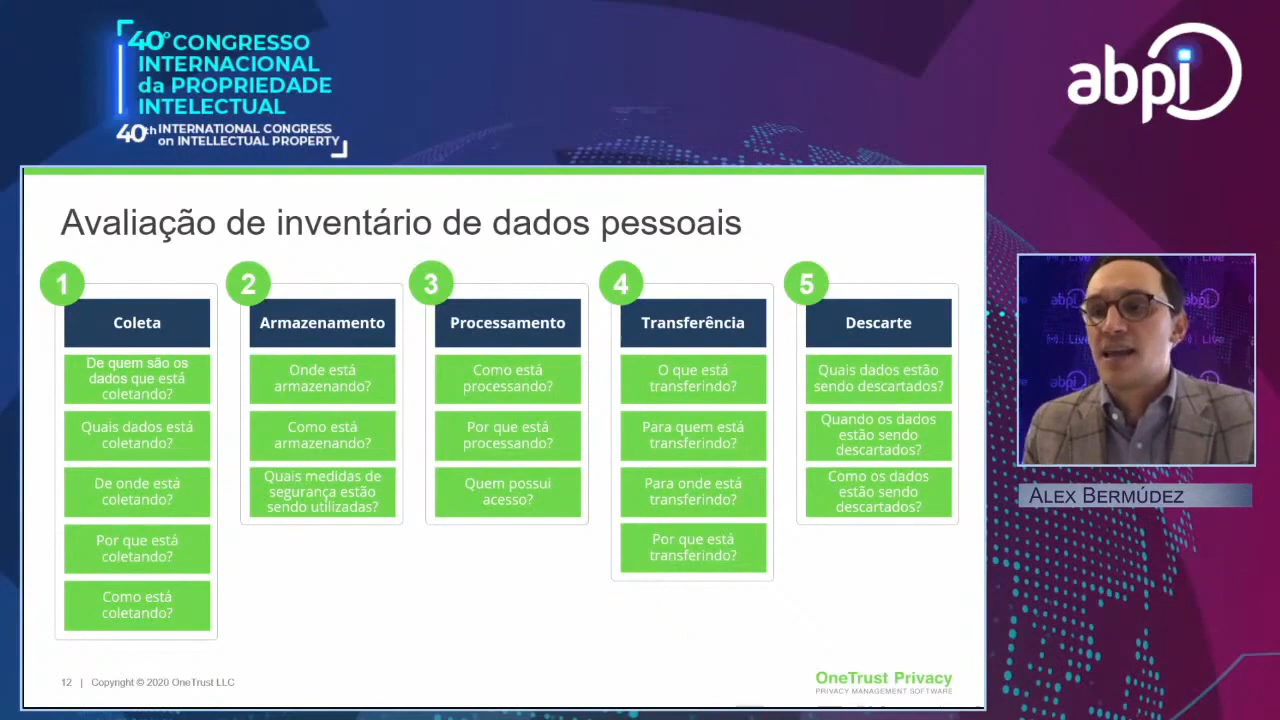 40º CONGRESSO
INTERNACIONAL
da PROPRIEDADE
INTELECTUAL
40th INTERNATIONAL CONGRESS
on INTELLECTUAL PROPERTY
abpi
Avaliação de inventário de dados pessoais
1
Coleta
De quem são os
dados que está
coletando?
Quais dados está
coletando?
De onde está
coletando?
Por que está
coletando?
Como está
coletando?
2
Armazenamento
Onde está
armazenando?
Como está
armazenando?
Quais medidas de
segurança estão
sendo utilizadas?
3
Processamento
Como está
processando?
Por que está
processando?
Quem possui
acesso?
4
Transferência
O que está
transferindo?
Para quem está
transferindo?
Para onde está
transferindo?
Por que está
transferindo?
5
Descarte
Quais dados estão
sendo descartados?
Quando os dados
estão sendo
descartados?
Como os dados
estão sendo
descartados?
12 | Copyright © 2020 OneTrust LLC
OneTrust Privacy
PRIVACY MANAGEMENT SOFTWARE
abpi
abpi
Live
abpi
ALEX BERMÚDEZ